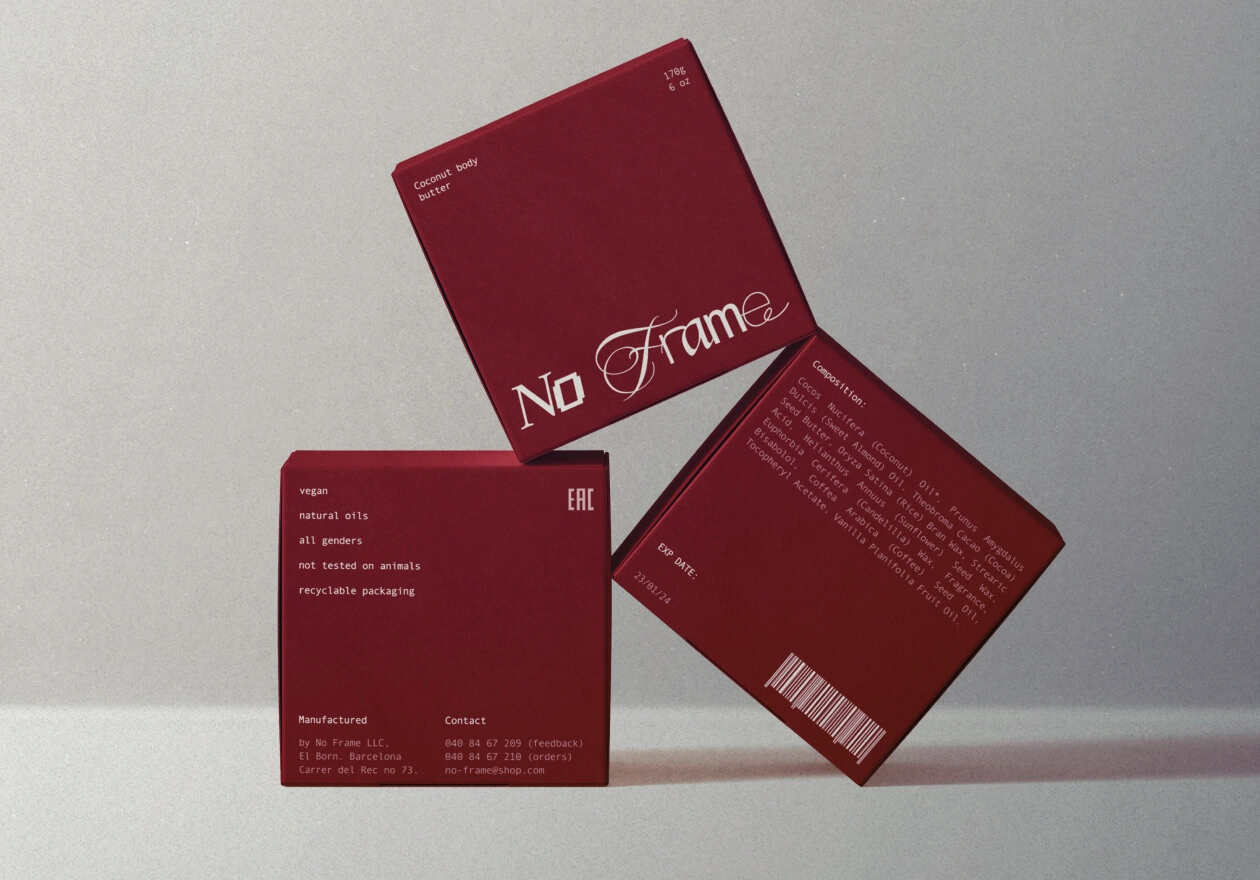 170g
6 oz
Coconut body
butter
No Frame
vegan
natural oils
all genders
not tested on animals
recyclable packaging
EAC
Manufactured
by No Frame LLC,
El Born. Barcelona
Carrer del Rec no 73.
Contact
040 84 67 209 (feedback)
040 84 67 210 (orders)
no-frame@shop.com
Composition:
Cocos Nucifera (Coconut) Oil*, Prunus Amygdalus
Dulcis (Sweet Almond) Oil, Theobroma Cacao (Cocoa)
Seed Butter, Oryza Satina (Rice) Bran Wax, Strearic
Acid, Helianthus Annuus (Sunflower) Seed Wax,
Euphorbia Cerifera (Candelilla) Wax, Fragrance,
Bisabolol, Coffea Arabica (Coffee) Seed Oil,
Tocopheryl Acetate, Vanilla Planifolia Fruit Oil.
EXP DATE:
23/01/24